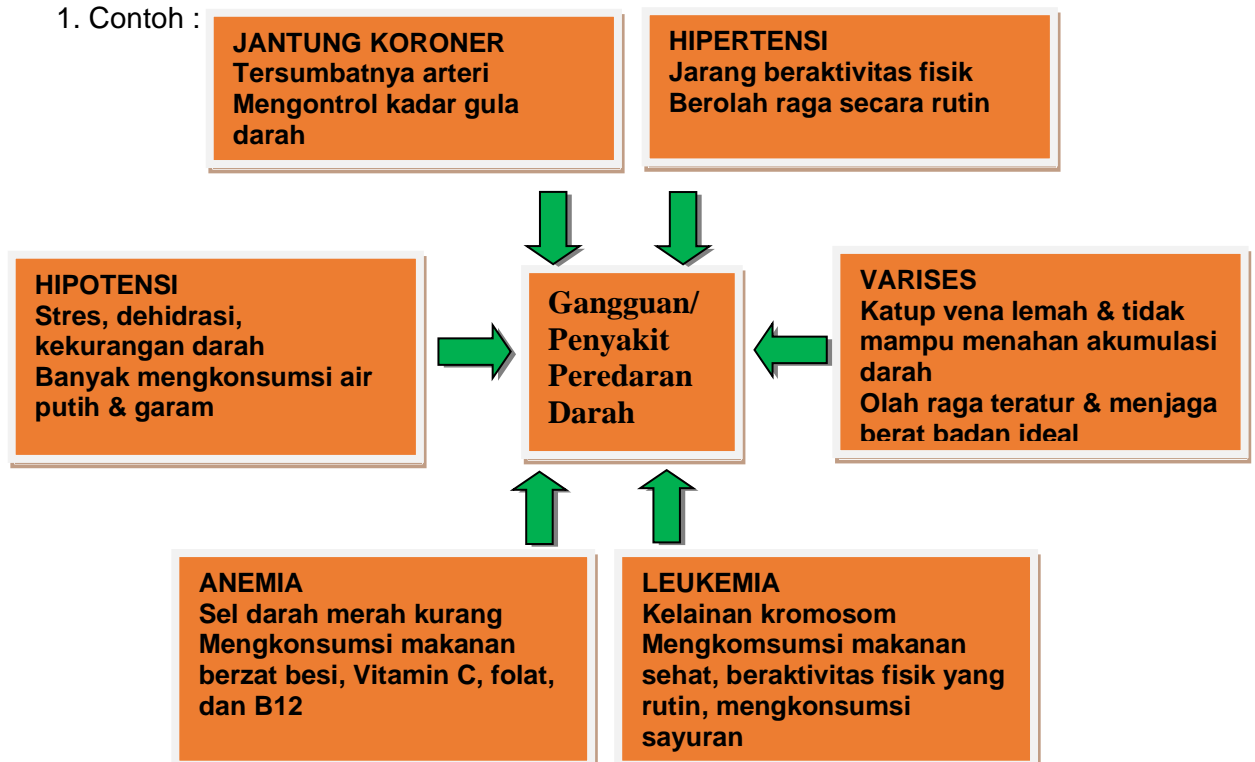 1. Contoh :
JANTUNG KORONER
Tersumbatnya arteri
Mengontrol kadar gula
darah
HIPERTENSI
Jarang beraktivitas fisik
Berolah raga secara rutin
HIPOTENSI
Stres, dehidrasi,
kekurangan darah
Banyak mengkonsumsi air
putih & garam
Gangguan/
Penyakit
Peredaran
Darah
VARISES
Katup vena lemah & tidak
mampu menahan akumulasi
darah
Olah raga teratur & menjaga
berat badan ideal
ANEMIA
Sel darah merah kurang
Mengkonsumsi makanan
berzat besi, Vitamin C, folat,
dan B12
LEUKEMIA
Kelainan kromosom
Mengkomsumsi makanan
sehat, beraktivitas fisik yang
rutin, mengkonsumsi
sayuran